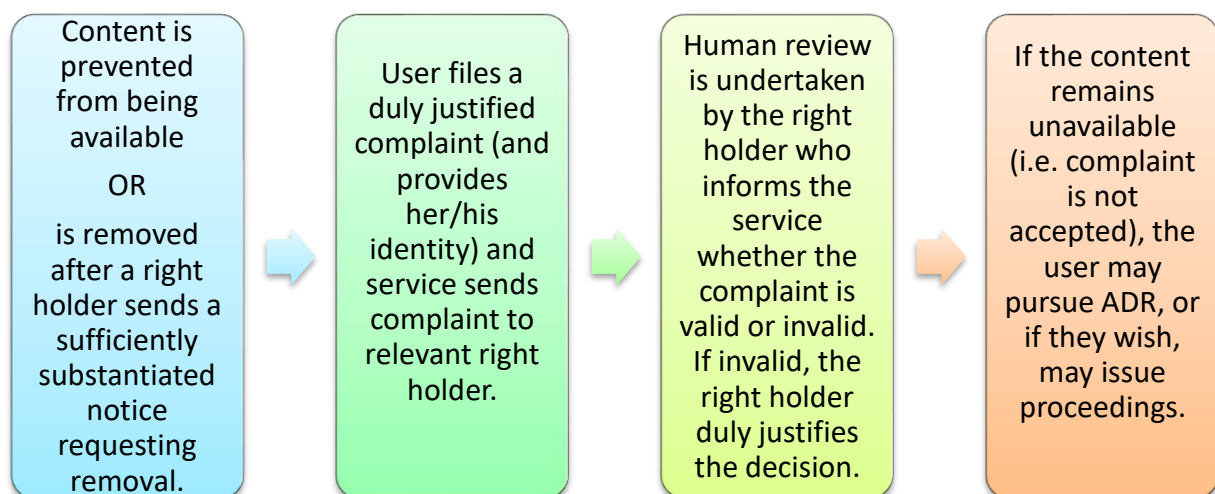 Content is
prevented
from being
available
OR
is removed
after a right
holder sends a
sufficiently
substantiated
notice
requesting
removal.
User files a
duly justified
complaint (and
provides
her/his
identity) and
service sends
complaint to
relevant right
holder.
Human review
is undertaken
by the right
holder who
informs the
service
whether the
complaint is
valid or invalid.
If invalid, the
right holder
duly justifies
the decision.
If the content
remains
unavailable
(i.e. complaint
is not
accepted), the
user may
pursue ADR, or
if they wish,
may issue
proceedings.